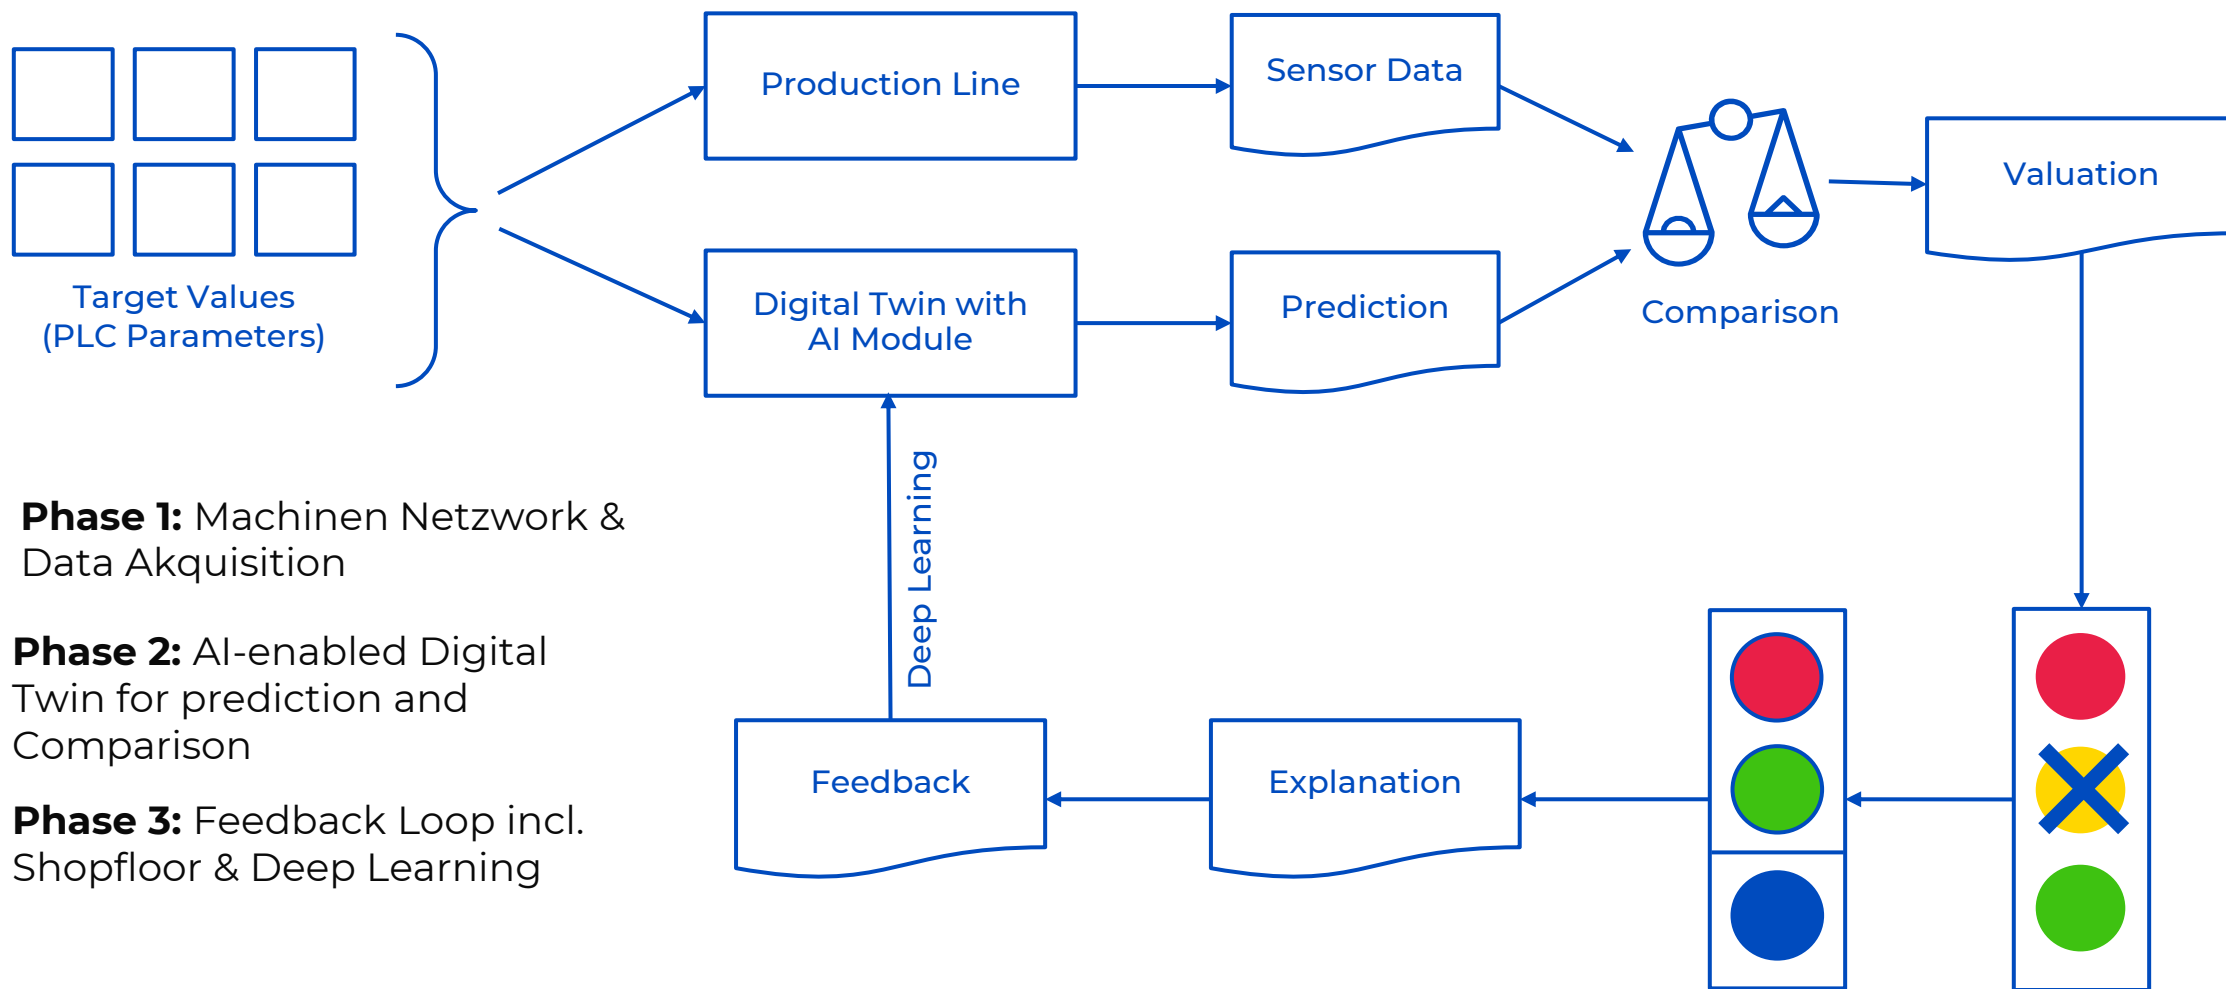 Production Line
Sensor Data
Valuation
Target Values
(PLC Parameters)
Digital Twin with
AI Module
Prediction
Comparison
Deep Learning
Phase 1: Machinen Netzwork &
Data Akquisition
Phase 2: AI-enabled Digital
Twin for prediction and
Comparison
Phase 3: Feedback Loop incl.
Shopfloor & Deep Learning
Feedback
Explanation